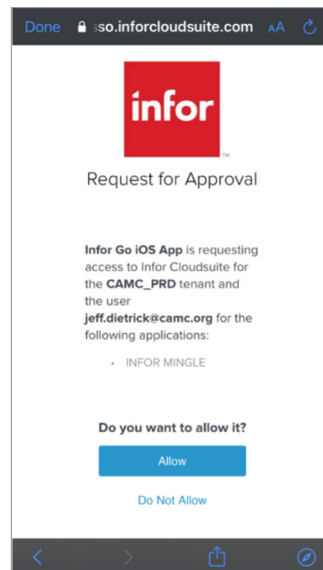 Done sso.inforcloudsuite.com AA
infor
™
Request for Approval
Infor Go iOS App is requesting
access to Infor Cloudsuite for
the CAMC_PRD tenant and
the user
jeff.dietrick@camc.org for the
following applications:
• INFOR MINGLE
Do you want to allow it?
Allow
Do Not Allow